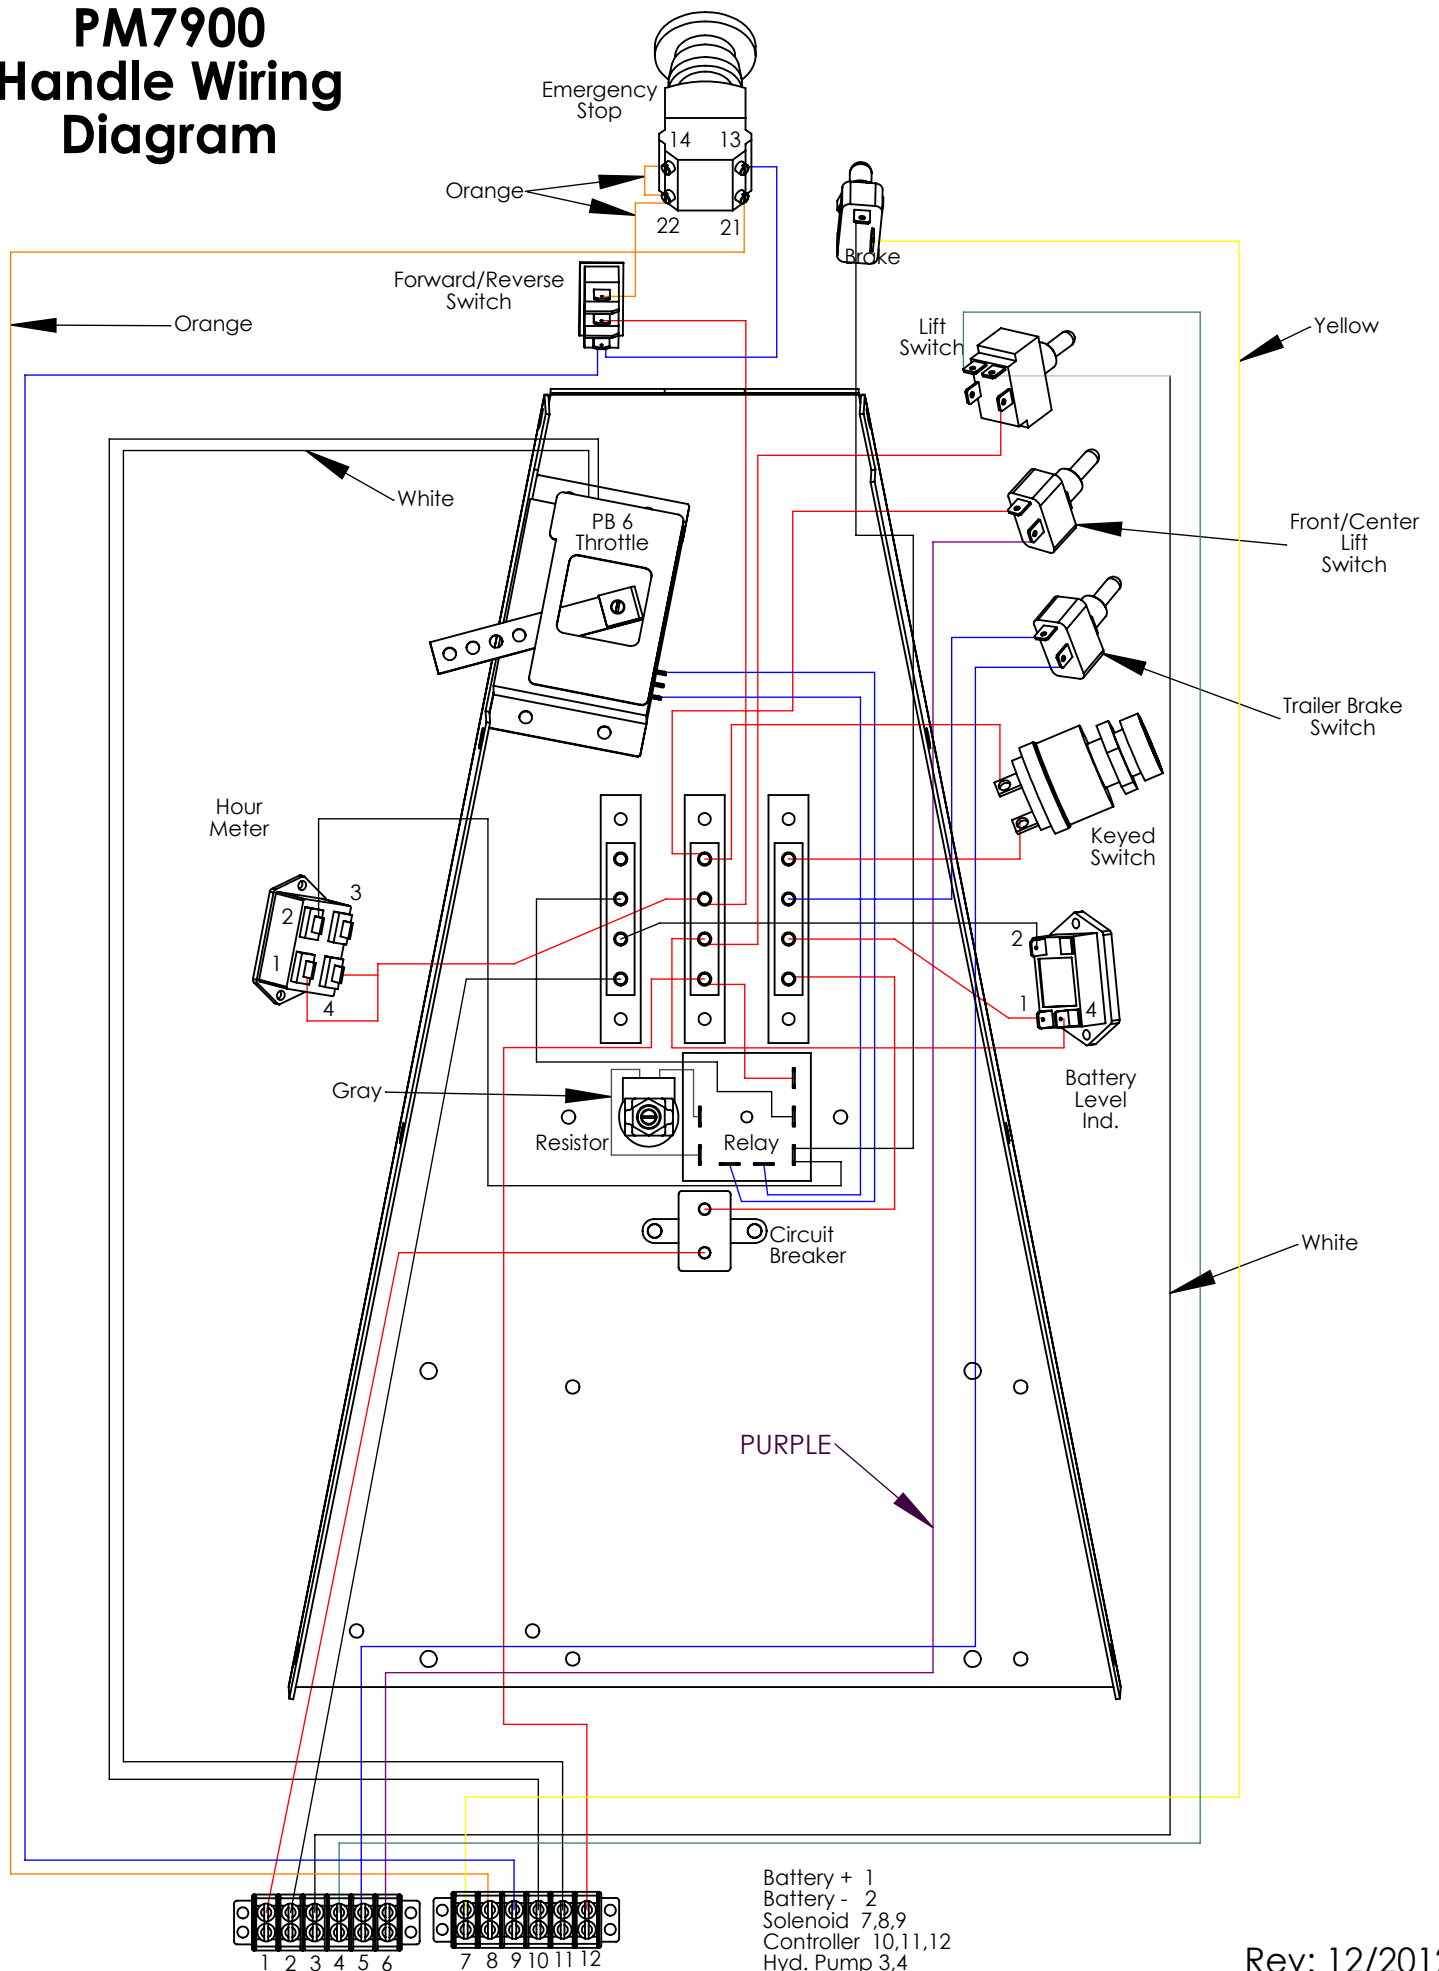 PM7900
Handle Wiring
Diagram
Emergency
Stop
14 13
22 21
Orange
Brake
Forward/Reverse
Switch
Orange
Lift
Switch
Yellow
White
PB 6
Throttle
Front/Center
Lift
Switch
Trailer Brake
Switch
Keyed
Switch
Hour
Meter
2
3
1
4
2
1
4
Battery
Level
Ind.
Gray
Resistor
Relay
Circuit
Breaker
White
PURPLE
1 2 3 4 5 6
7 8 9 10 11 12
Battery + 1
Battery - 2
Solenoid 7,8,9
Controller 10,11,12
Hyd. Pump 3,4
Rev: 12/2012